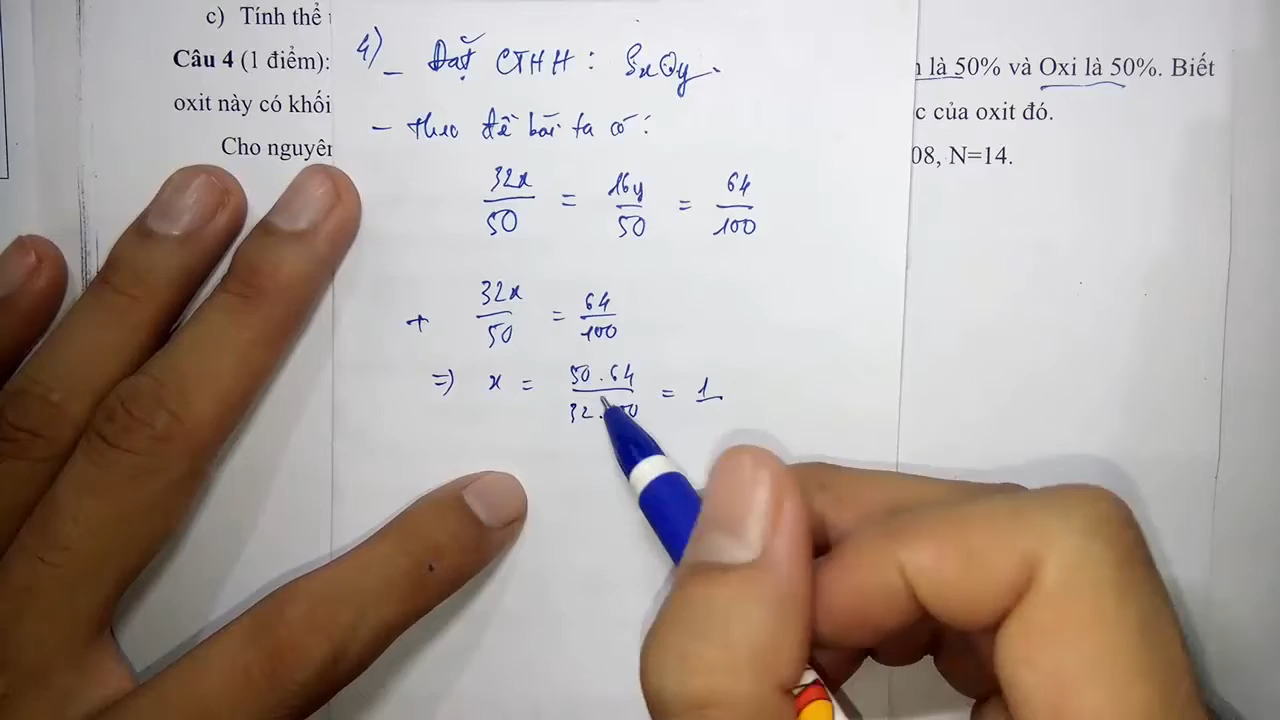 c) Tính thể
Câu 4 (1 điểm):
oxit này có khối
Cho nguyên
4) - Đặt CTHH : SxOy.
- theo đề bài ta có:
32x/50 = 16y/50 = 64/100
+ 32x/50 = 64/100
=) x = 50.64/32.100 = 1
là 50% và Oxi là 50%. Biết
của oxit đó.
08, N=14.